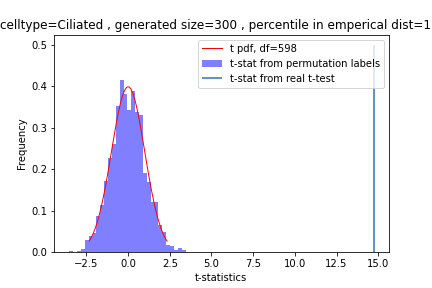 celltype=Ciliated , generated size=300 , percentile in emperical dist=1
t pdf, df=598
t-stat from permutation labels
t-stat from real t-test
Frequency
0.5
0.4
0.3
0.2
0.1
0.0
−2.5 0.0 2.5 5.0 7.5 10.0 12.5 15.0
t-statistics